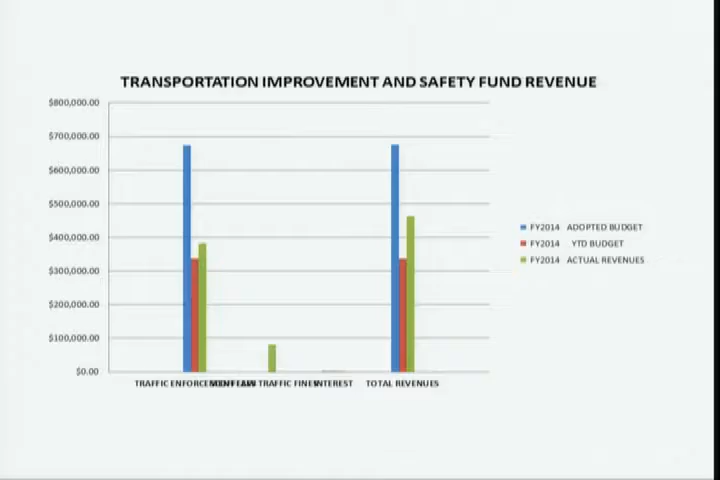 TRANSPORTATION IMPROVEMENT AND SAFETY FUND REVENUE
$800,000.00
$700,000.00
$600,000.00
$500,000.00
$400,000.00
$300,000.00
$200,000.00
$100,000.00
$0.00
FY2014 ADOPTED BUDGET
FY2014 YTD BUDGET
FY2014 ACTUAL REVENUES
TRAFFIC TRAFFIC FINES INTEREST TOTAL REVENUES